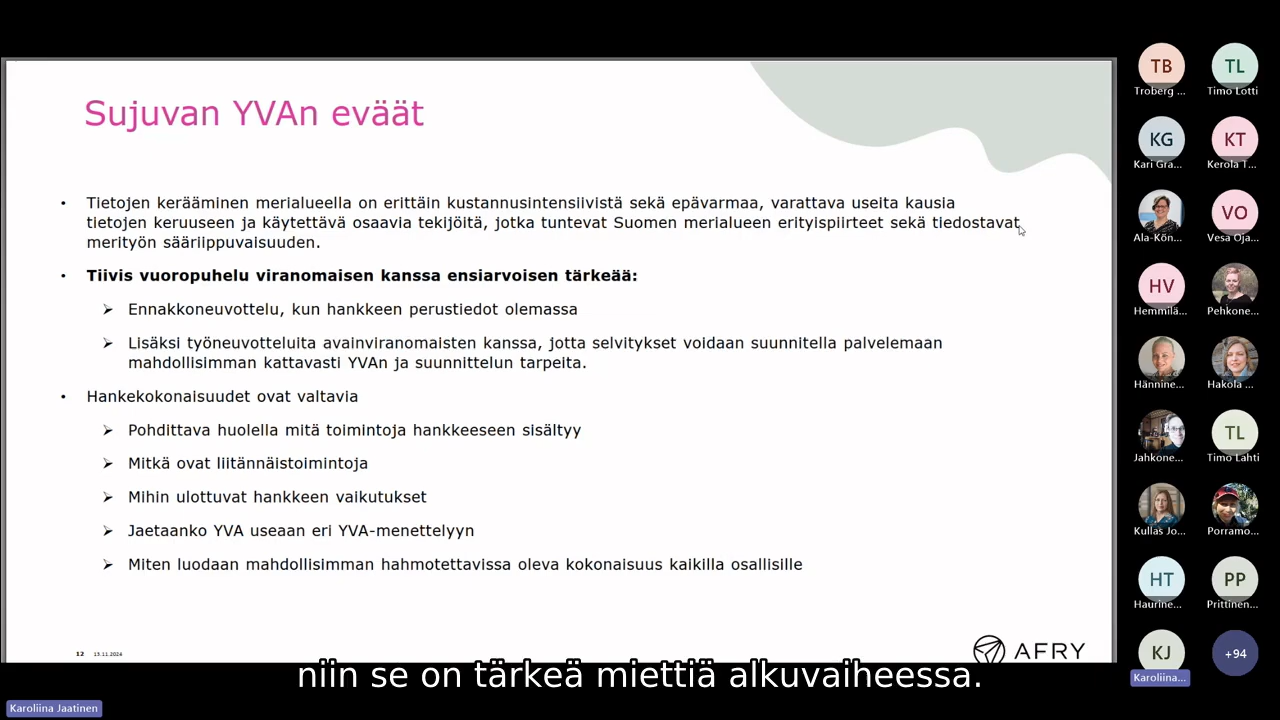 Sujuvan YVAn eväät
• Tietojen kerääminen merialueella on erittäin kustannusintensiivistä sekä epävarmaa, varattava useita kausia
tietojen keruuseen ja käytettävä osaavia tekijöitä, jotka tuntevat Suomen merialueen erityispiirteet sekä tiedostavat
merityön sääriippuvaisuuden.
• Tiivis vuoropuhelu viranomaisen kanssa ensiarvoisen tärkeää:
➢ Ennakkoneuvottelu, kun hankkeen perustiedot olemassa
➢ Lisäksi työneuvotteluita avainviranomaisten kanssa, jotta selvitykset voidaan suunnitella palvelemaan
mahdollisimman kattavasti YVAn ja suunnittelun tarpeita.
• Hankekokonaisuudet ovat valtavia
➢ Pohdittava huolella mitä toimintoja hankkeeseen sisältyy
➢ Mitkä ovat liitännäistoimintoja
➢ Mihin ulottuvat hankkeen vaikutukset
➢ Jaetaanko YVA useaan eri YVA-menettelyyn
➢ Miten luodaan mahdollisimman hahmotettavissa oleva kokonaisuus kaikilla osallisille
12 13.11.2024
AFRY
niin se on tärkeä miettiä alkuvaiheessa.
Karoliina Jaatinen
TB TL
Troberg ... Timo Lotti
KG KT
Kari Gra... Kerola T...
VO
Ala-Kön... Vesa Oja...
HV
Hemmilä... Pehkone...
Hännine... Hakola ...
TL
Jahkone... Timo Lahti
Kullas Jo... Porramo...
HT PP
Haurine... Prittinen...
KJ +94
Karoliina...